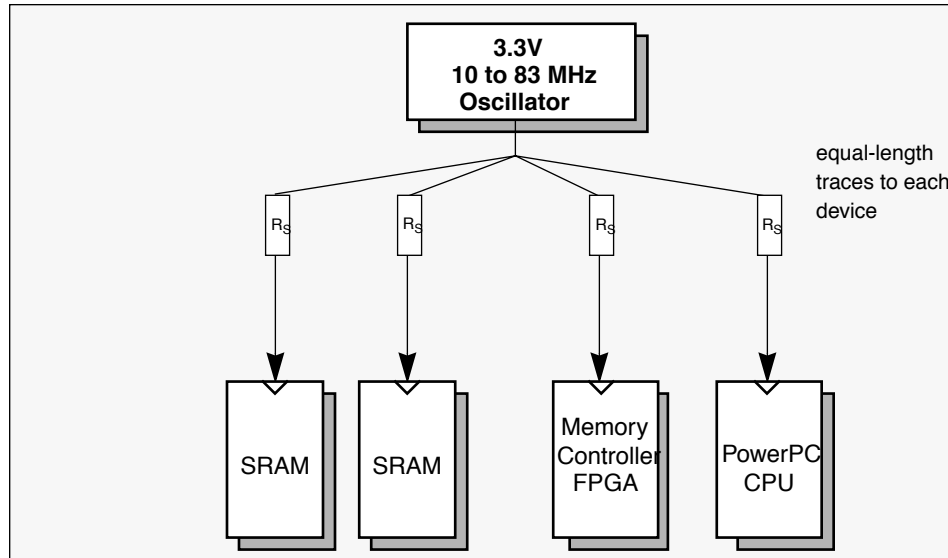 3.3V
10 to 83 MHz
Oscillator
equal-length
traces to each
device
RS
RS
RS
RS
SRAM
SRAM
Memory
Controller
FPGA
PowerPC
CPU